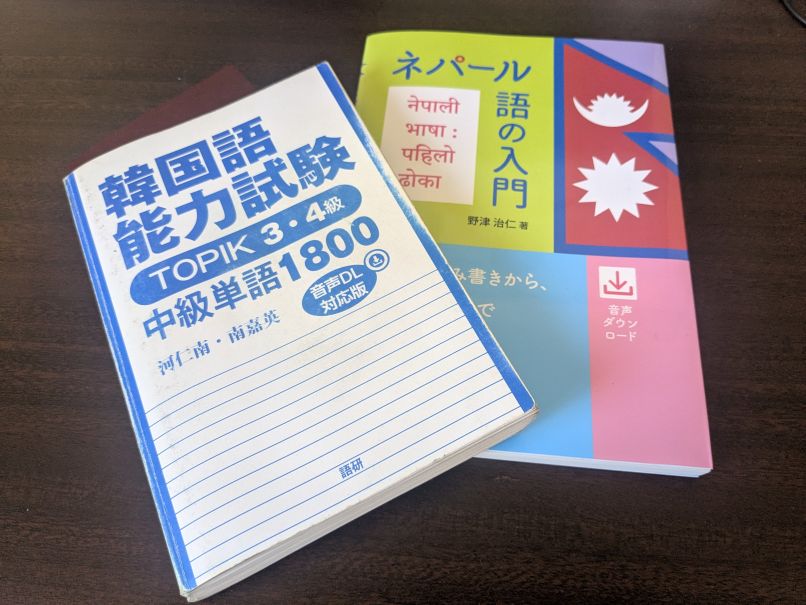 韓国語
能力試験
TOPIK 3・4級
中級単語1800
音声DL
対応版
河仁南・南嘉英
語研
ネパール
語の入門
नेपाली
भाषा :
पहिलो
ढोका
野津 治仁 著
み書きから、
で
音声
ダウン
ロード